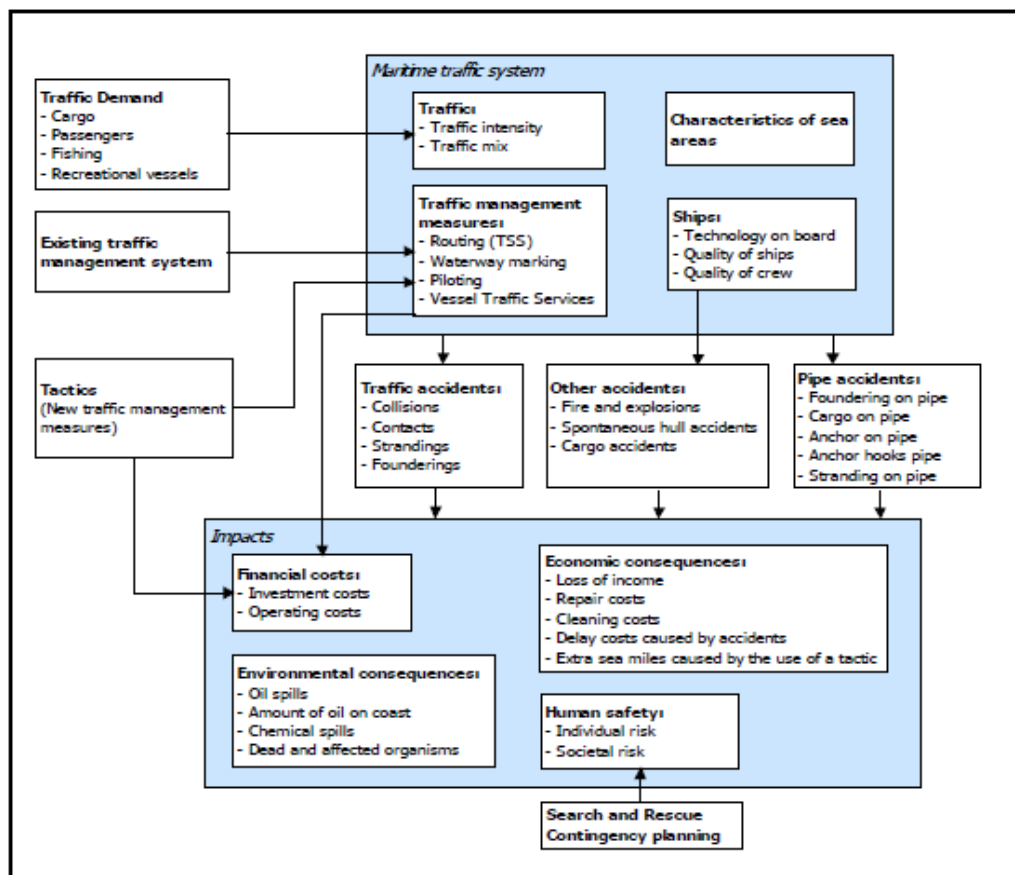 Maritime traffic system
Traffic Demand
- Cargo
- Passengers
- Fishing
- Recreational vessels
Traffic:
- Traffic intensity
- Traffic mix
Characteristics of sea
areas
Existing traffic
management system
Traffic management
measures:
- Routing (TSS)
- Waterway marking
- Piloting
- Vessel Traffic Services
Ships:
- Technology on board
- Quality of ships
- Quality of crew
Tactics
(New traffic management
measures)
Traffic accidents:
- Collisions
- Contacts
- Strandings
- Founderings
Other accidents:
- Fire and explosions
- Spontaneous hull accidents
- Cargo accidents
Pipe accidents:
- Foundering on pipe
- Cargo on pipe
- Anchor on pipe
- Anchor hooks pipe
- Stranding on pipe
Impacts
Financial costs:
- Investment costs
- Operating costs
Economic consequences:
- Loss of income
- Repair costs
- Cleaning costs
- Delay costs caused by accidents
- Extra sea miles caused by the use of a tactic
Environmental consequences:
- Oil spills
- Amount of oil on coast
- Chemical spills
- Dead and affected organisms
Human safety:
- Individual risk
- Societal risk
Search and Rescue
Contingency planning